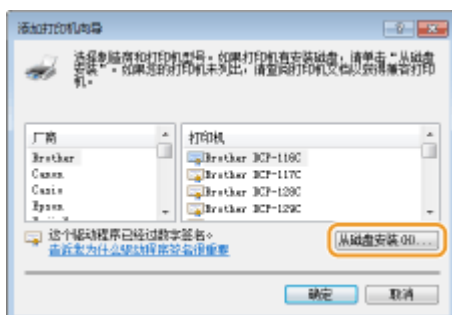 添加打印机向导
选择制造商和打印机型号。如果打印机有安装磁盘，请单击“从磁盘
安装”。如果您的打印机未列出，请查阅打印机文档以获得兼容打印
机。
厂商
Brother
Canon
Casio
Epson
打印机
Brother DCP-116C
Brother DCP-117C
Brother DCP-128C
Brother DCP-129C
这个驱动程序已经过数字签名。
告诉我为什么驱动程序签名很重要
从磁盘安装(H)...
确定
取消